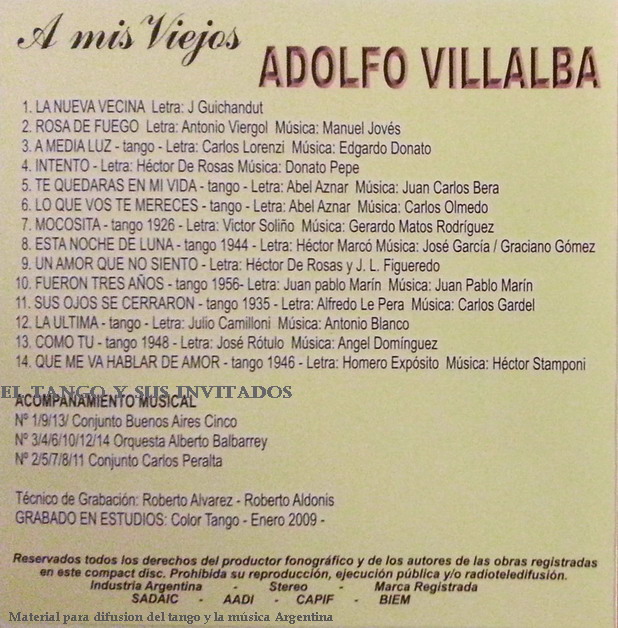 A mis Viejos
ADOLFO VILLALBA
1. LA NUEVA VECINA Letra: J Guichandut
2. ROSA DE FUEGO Letra: Antonio Viergol Música: Manuel Jovés
3. A MEDIA LUZ - tango - Letra: Carlos Lorenzi Música: Edgardo Donato
4. INTENTO - Letra: Héctor De Rosas Música: Donato Pepe
5. TE QUEDARAS EN MI VIDA - tango - Letra: Abel Aznar Música: Juan Carlos Bera
6. LO QUE VOS TE MERECES - tango - Letra: Abel Aznar Música: Carlos Olmedo
7. MOCOSITA - tango 1926 - Letra: Victor Soliño Música: Gerardo Matos Rodríguez
8. ESTA NOCHE DE LUNA - tango 1944 - Letra: Héctor Marcó Música: José García / Graciano Gómez
9. UN AMOR QUE NO SIENTO - Letra: Héctor De Rosas y J. L. Figueredo
10. FUERON TRES AÑOS - tango 1956- Letra: Juan pablo Marín Música: Juan Pablo Marín
11. SUS OJOS SE CERRARON - tango 1935 - Letra: Alfredo Le Pera Música: Carlos Gardel
12. LA ULTIMA - tango - Letra: Julio Camilloni Música: Antonio Blanco
13. COMO TU - tango 1948 - Letra: José Rótulo Música: Angel Domínguez
14. QUE ME VA HABLAR DE AMOR - tango 1946 - Letra: Homero Expósito Música: Héctor Stamponi
EL TANGO Y SUS INVITADOS
ACOMPAÑAMIENTO MUSICAL
Nº 1/9/13/ Conjunto Buenos Aires Cinco
Nº 3/4/6/10/12/14 Orquesta Alberto Balbarrey
Nº 2/5/7/8/11 Conjunto Carlos Peralta
Técnico de Grabación: Roberto Alvarez - Roberto Aldonis
GRABADO EN ESTUDIOS: Color Tango - Enero 2009 -
Reservados todos los derechos del productor fonográfico y de los autores de las obras registradas
en este compact disc. Prohibida su reproducción, ejecución pública y/o radioteledifusión.
Industria Argentina - Stereo - Marca Registrada
SADAIC - AADI - CAPIF - BIEM
Material para difusion del tango y la música Argentina